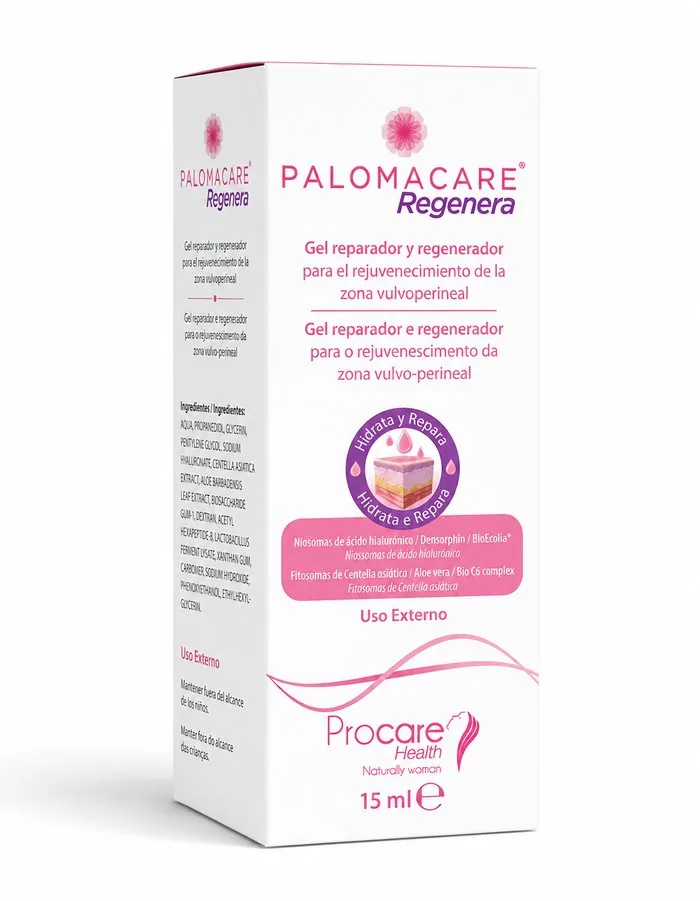 PALOMACARE®
Regenera
Gel reparador y regenerador
para el rejuvenecimiento de la
zona vulvoperineal
Gel reparador e regenerador
para o rejuvenescimento da
zona vulvo-perineal
Ingredientes / Ingredientes:
AQUA, PROPANEDIOL, GLYCERIN,
PENTYLENE GLYCOL, SODIUM
HYALURONATE, CENTELLA ASIATICA
EXTRACT, ALOE BARBADENSIS
LEAF EXTRACT, BIOSACCHARIDE
GUM-1, DEXTRAN, ACETYL
HEXAPEPTIDE-8, LACTOBACILLUS
FERMENT LYSATE, XANTHAN GUM,
CARBOMER, SODIUM HYDROXIDE,
PHENOXYETHANOL, ETHYLHEXYL-
GLYCERIN.
Uso Externo
Mantener fuera del alcance
de los niños.
Manter fora do alcance
das crianças.
PALOMACARE®
Regenera
Gel reparador y regenerador
para el rejuvenecimiento de la
zona vulvoperineal
Gel reparador e regenerador
para o rejuvenescimento da
zona vulvo-perineal
Hidrata y Repara
Hidrata e Repara
Niosomas de ácido hialurónico / Densorphin / BioEcolia®
Niossomas de ácido hialurónico
Fitosomas de Centella asiática / Aloe vera / Bio C6 complex
Fitosomas de Centella asiática
Uso Externo
Procare
Health
Naturally woman
15 ml ℮